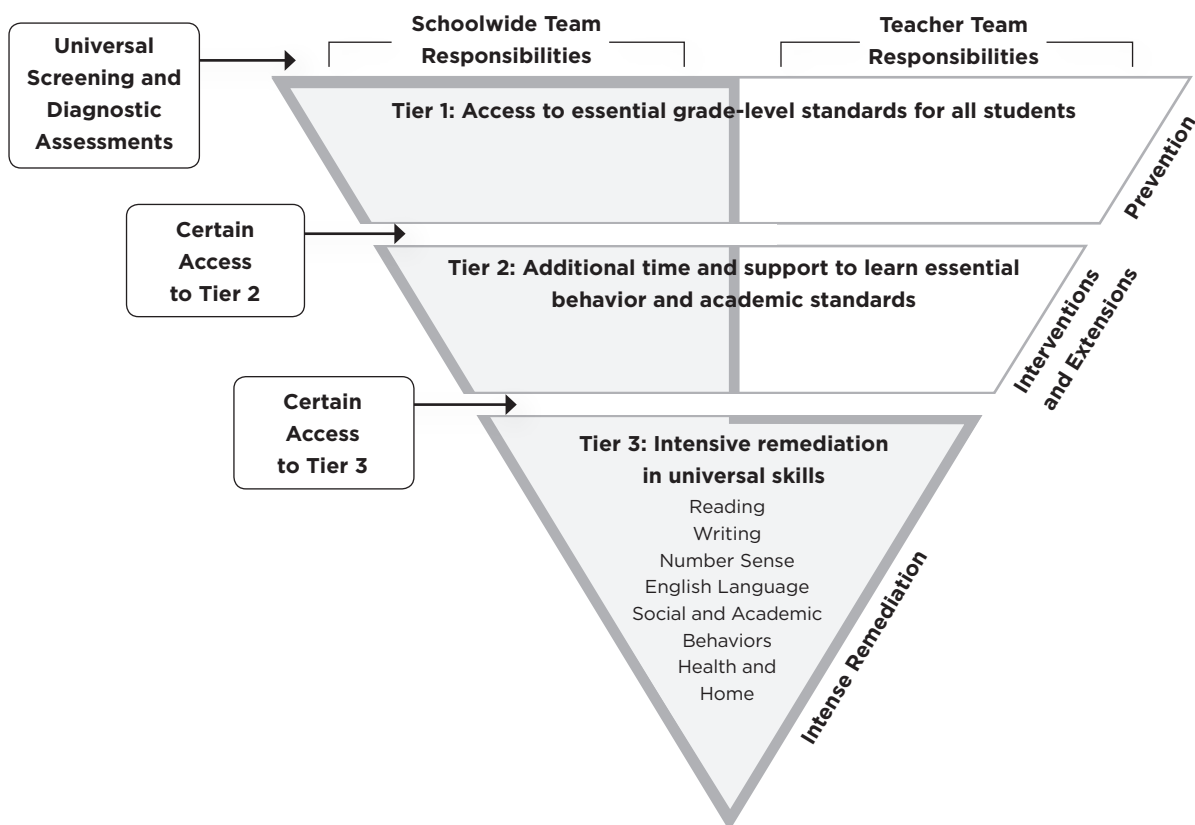 Universal
Screening and
Diagnostic
Assessments
Schoolwide Team
Responsibilities
Teacher Team
Responsibilities
Tier 1: Access to essential grade-level standards for all students
Prevention
Certain
Access
to Tier 2
Tier 2: Additional time and support to learn essential
behavior and academic standards
Interventions
and Extensions
Certain
Access
to Tier 3
Tier 3: Intensive remediation
in universal skills
Reading
Writing
Number Sense
English Language
Social and Academic
Behaviors
Health and
Home
Intense Remediation